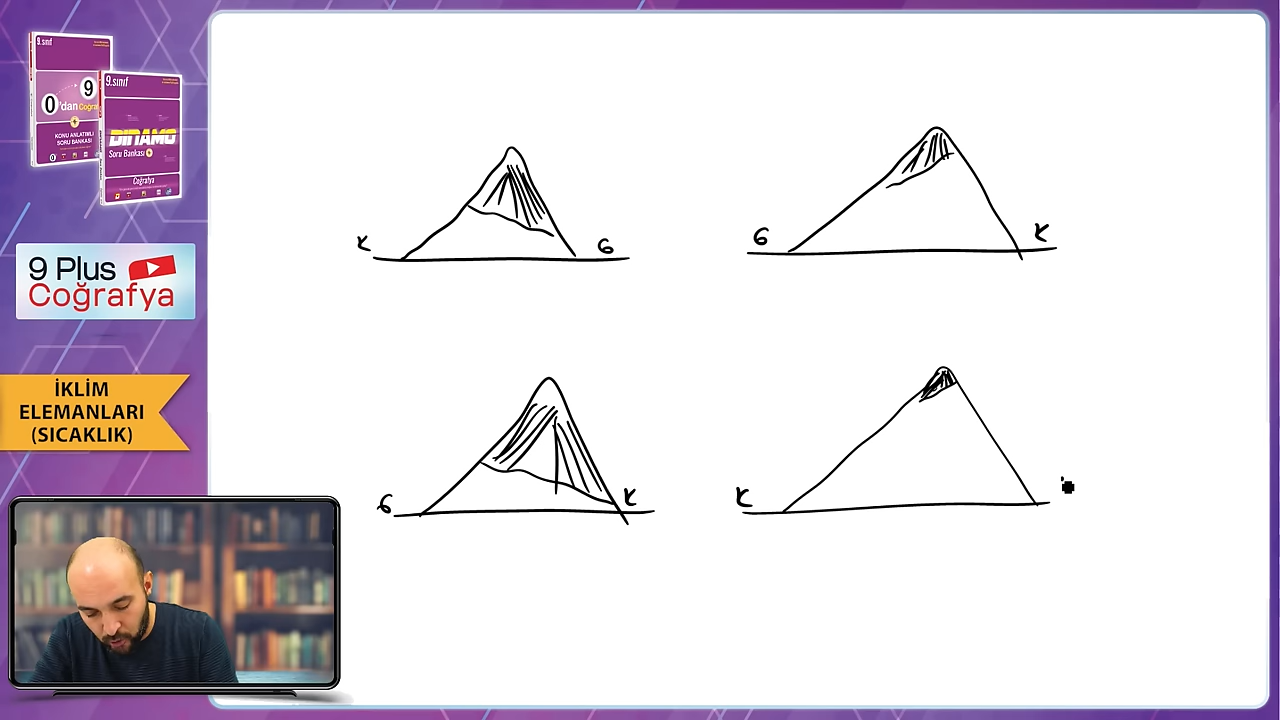 9.sınıf
0'dan Coğra
9
KONU ANLATIMLI
SORU BANKASI
9.sınıf
DİNAMO
Soru Bankası
Coğrafya
9 Plus
Coğrafya
İKLİM
ELEMANLARI
(SICAKLIK)
K G
G K
G K
K